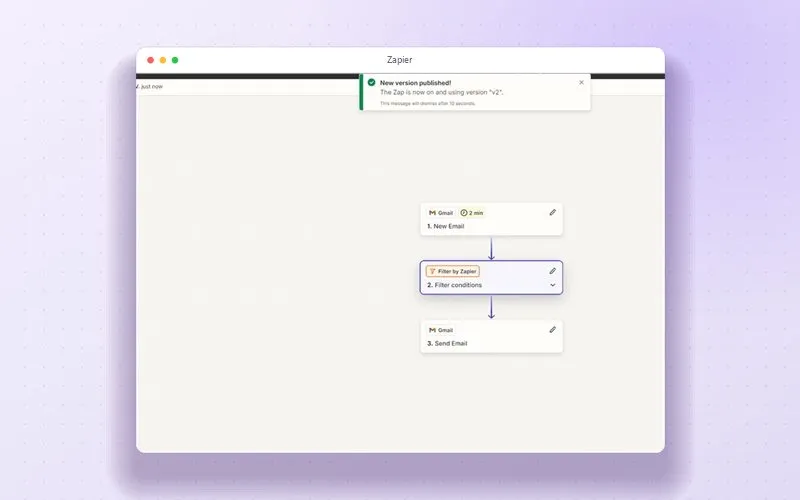 Zapier
just now
New version published!
The Zap is now on and using version "v2".
This message will dismiss after 10 seconds.
Gmail 2 min
1. New Email
Filter by Zapier
2. Filter conditions
Gmail
3. Send Email